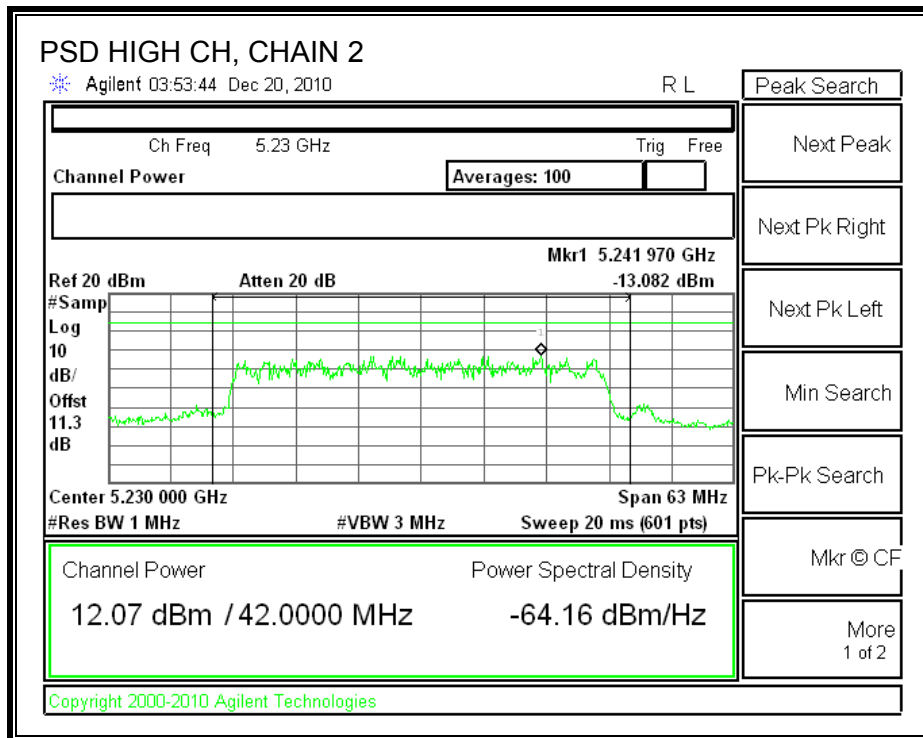 PSD HIGH CH, CHAIN 2
Agilent 03:53:44 Dec 20, 2010 R L
Peak Search
Ch Freq 5.23 GHz Trig Free
Next Peak
Channel Power Averages: 100
Next Pk Right
Mkr1 5.241 970 GHz
Ref 20 dBm Atten 20 dB -13.082 dBm
#Samp
Log
10
dB/
Offst
11.3
dB
1
Next Pk Left
Min Search
Pk-Pk Search
Center 5.230 000 GHz Span 63 MHz
#Res BW 1 MHz #VBW 3 MHz Sweep 20 ms (601 pts)
Channel Power Power Spectral Density
12.07 dBm / 42.0000 MHz -64.16 dBm/Hz
Mkr © CF
More
1 of 2
Copyright 2000-2010 Agilent Technologies